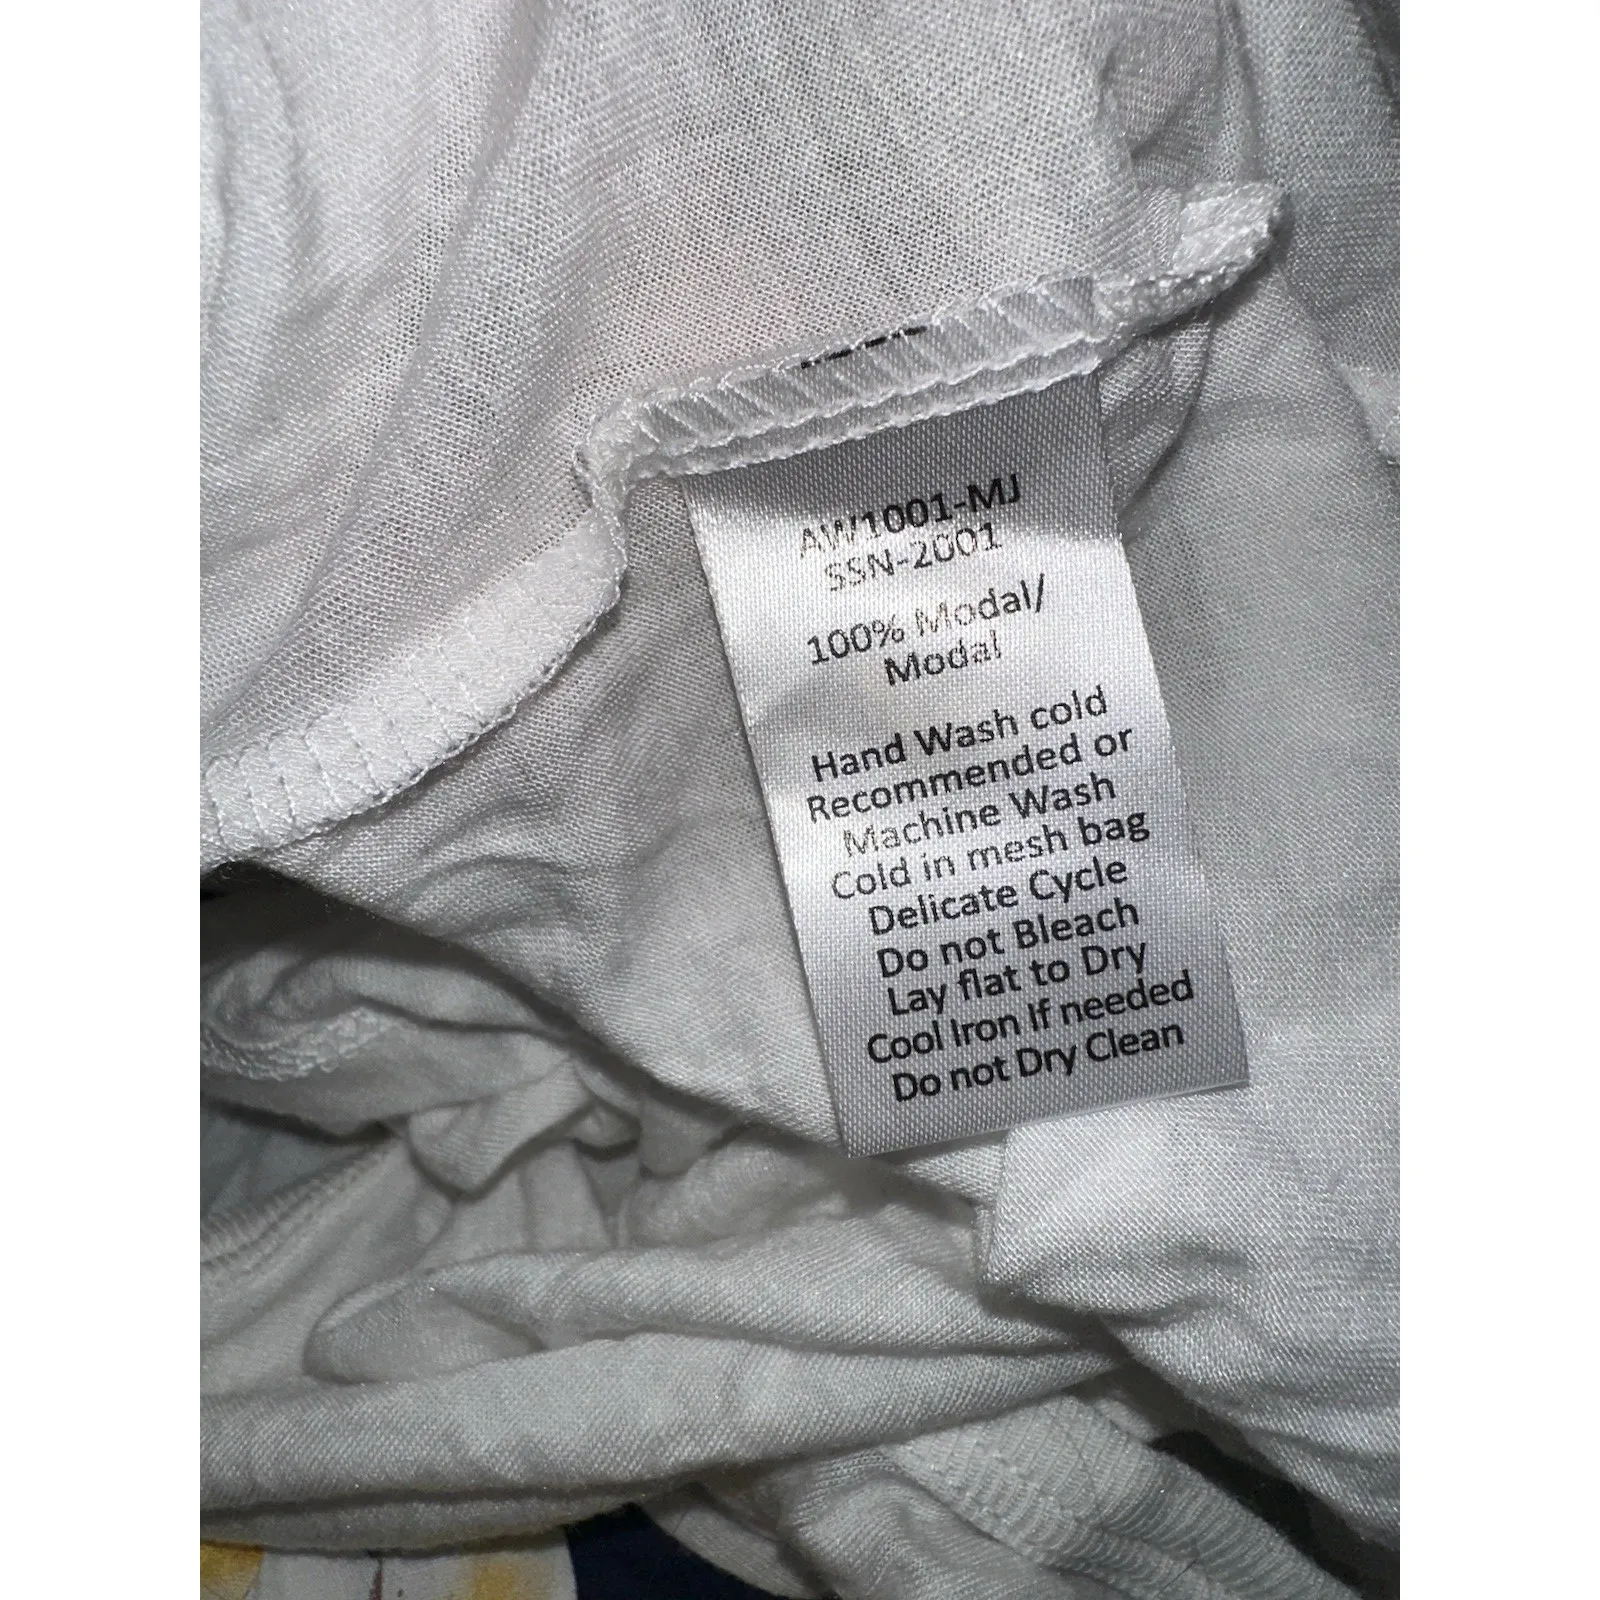 AW1001-MJ
SSN-2001
100% Modal/
Modal
Hand Wash cold
Recommended or
Machine Wash
Cold in mesh bag
Delicate Cycle
Do not Bleach
Lay flat to Dry
Cool Iron If needed
Do not Dry Clean